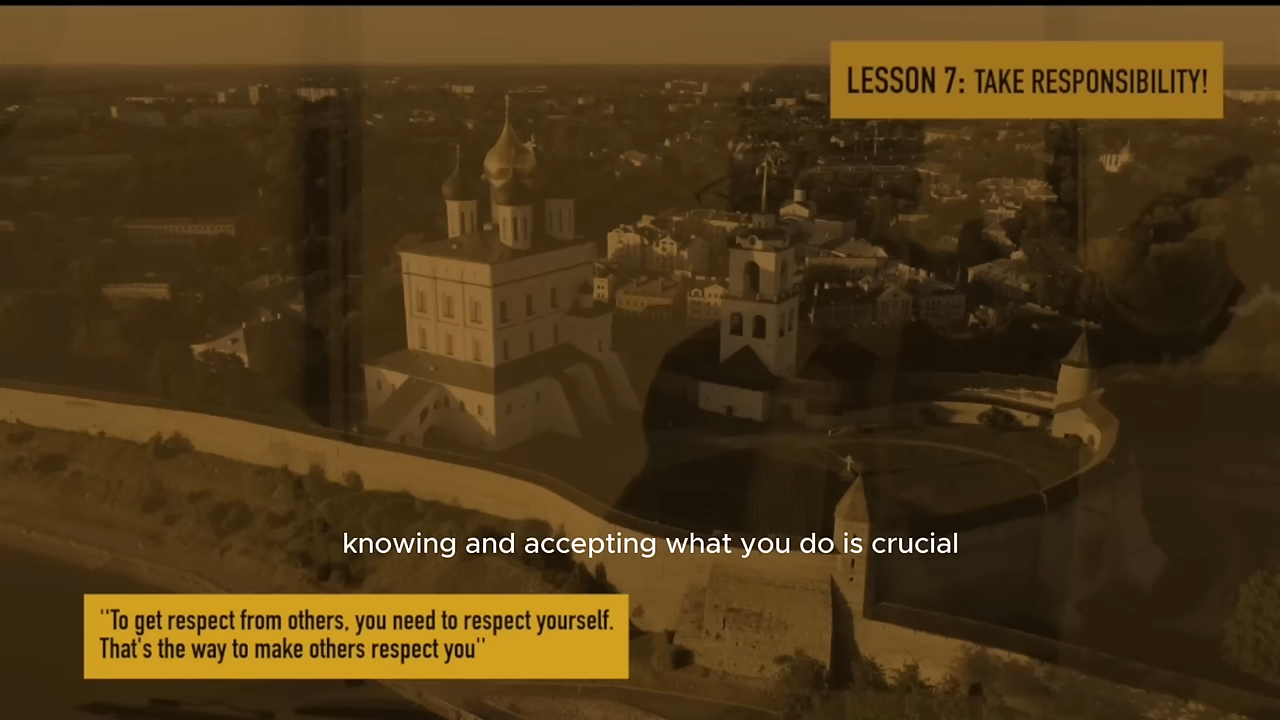 LESSON 7: TAKE RESPONSIBILITY!
knowing and accepting what you do is crucial
"To get respect from others, you need to respect yourself.
That's the way to make others respect you"